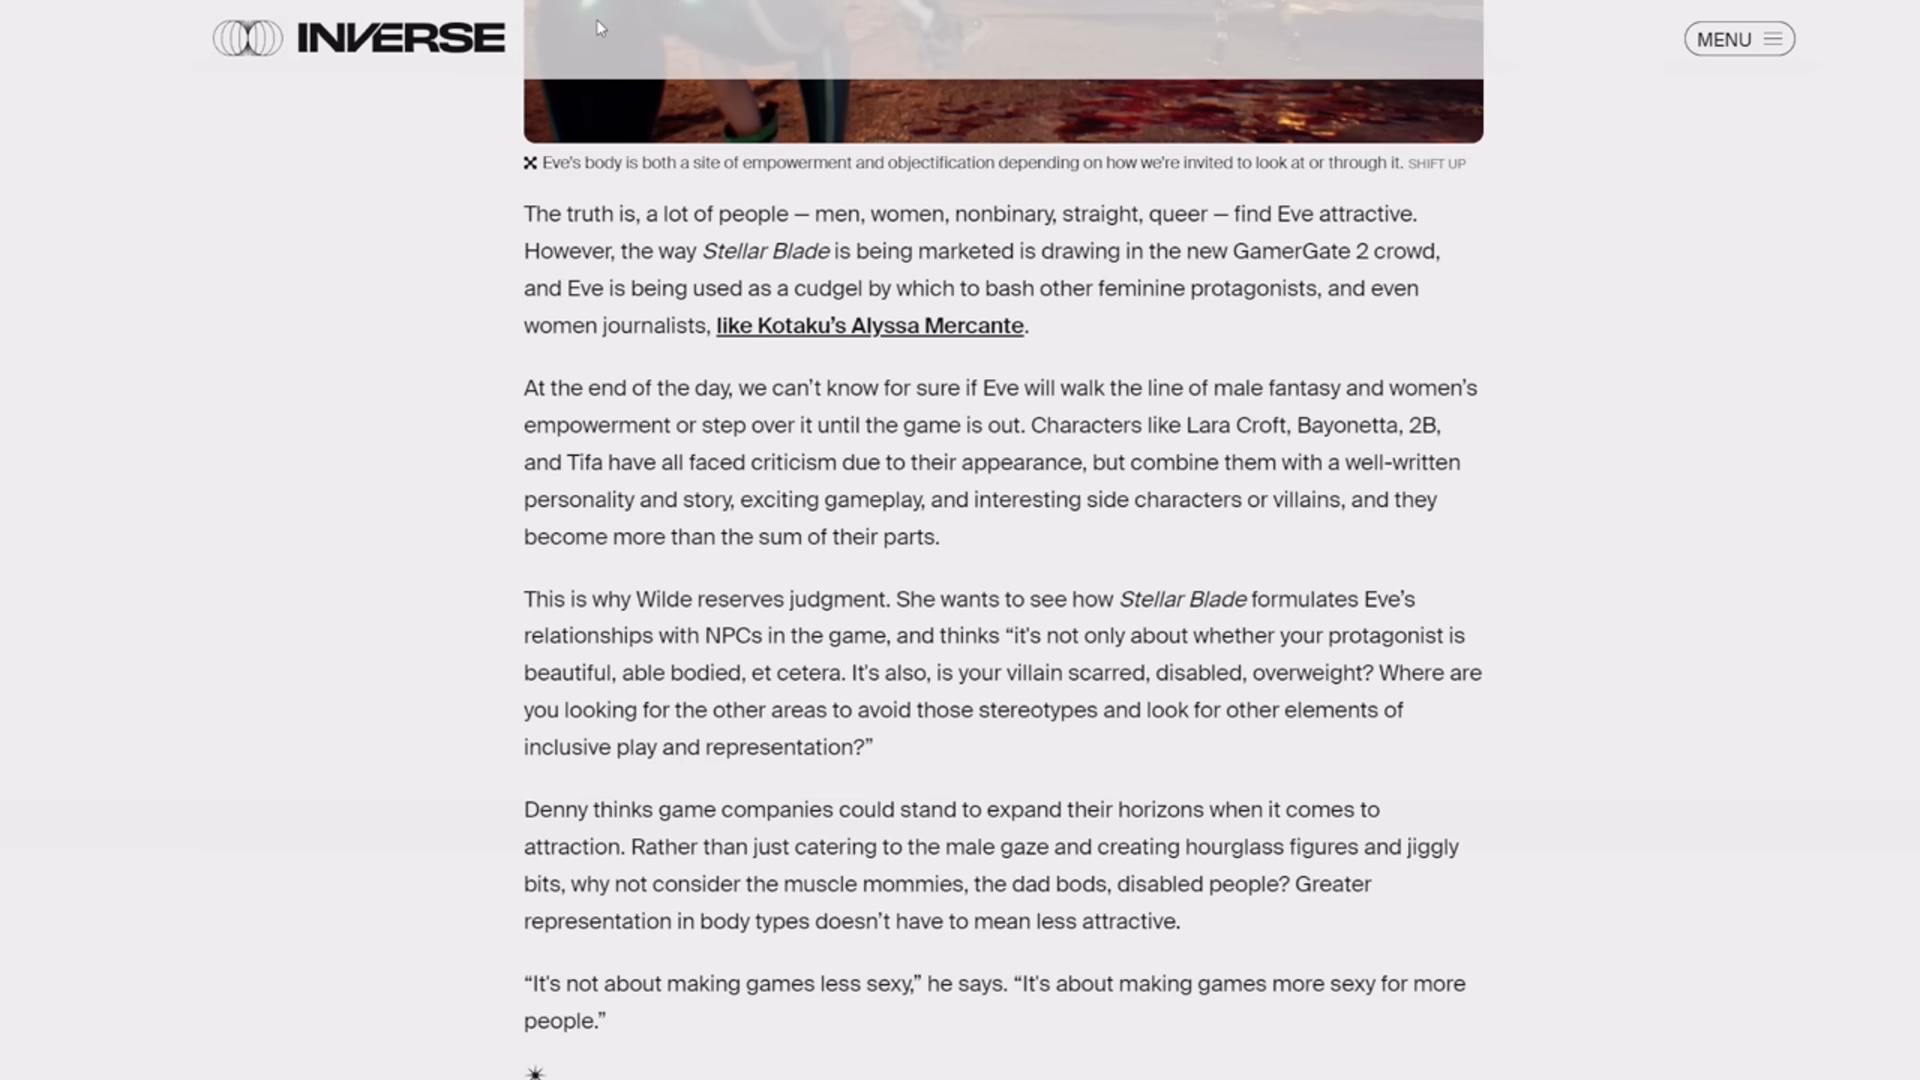 INVERSE
MENU
Eve's body is both a site of empowerment and objectification depending on how we're invited to look at or through it. SHIFT UP
The truth is, a lot of people — men, women, nonbinary, straight, queer — find Eve attractive.
However, the way Stellar Blade is being marketed is drawing in the new GamerGate 2 crowd,
and Eve is being used as a cudgel by which to bash other feminine protagonists, and even
women journalists, like Kotaku’s Alyssa Mercante.
At the end of the day, we can’t know for sure if Eve will walk the line of male fantasy and women’s
empowerment or step over it until the game is out. Characters like Lara Croft, Bayonetta, 2B,
and Tifa have all faced criticism due to their appearance, but combine them with a well-written
personality and story, exciting gameplay, and interesting side characters or villains, and they
become more than the sum of their parts.
This is why Wilde reserves judgment. She wants to see how Stellar Blade formulates Eve’s
relationships with NPCs in the game, and thinks “it's not only about whether your protagonist is
beautiful, able bodied, et cetera. It's also, is your villain scarred, disabled, overweight? Where are
you looking for the other areas to avoid those stereotypes and look for other elements of
inclusive play and representation?”
Denny thinks game companies could stand to expand their horizons when it comes to
attraction. Rather than just catering to the male gaze and creating hourglass figures and jiggly
bits, why not consider the muscle mommies, the dad bods, disabled people? Greater
representation in body types doesn’t have to mean less attractive.
“It's not about making games less sexy,” he says. “It's about making games more sexy for more
people.”